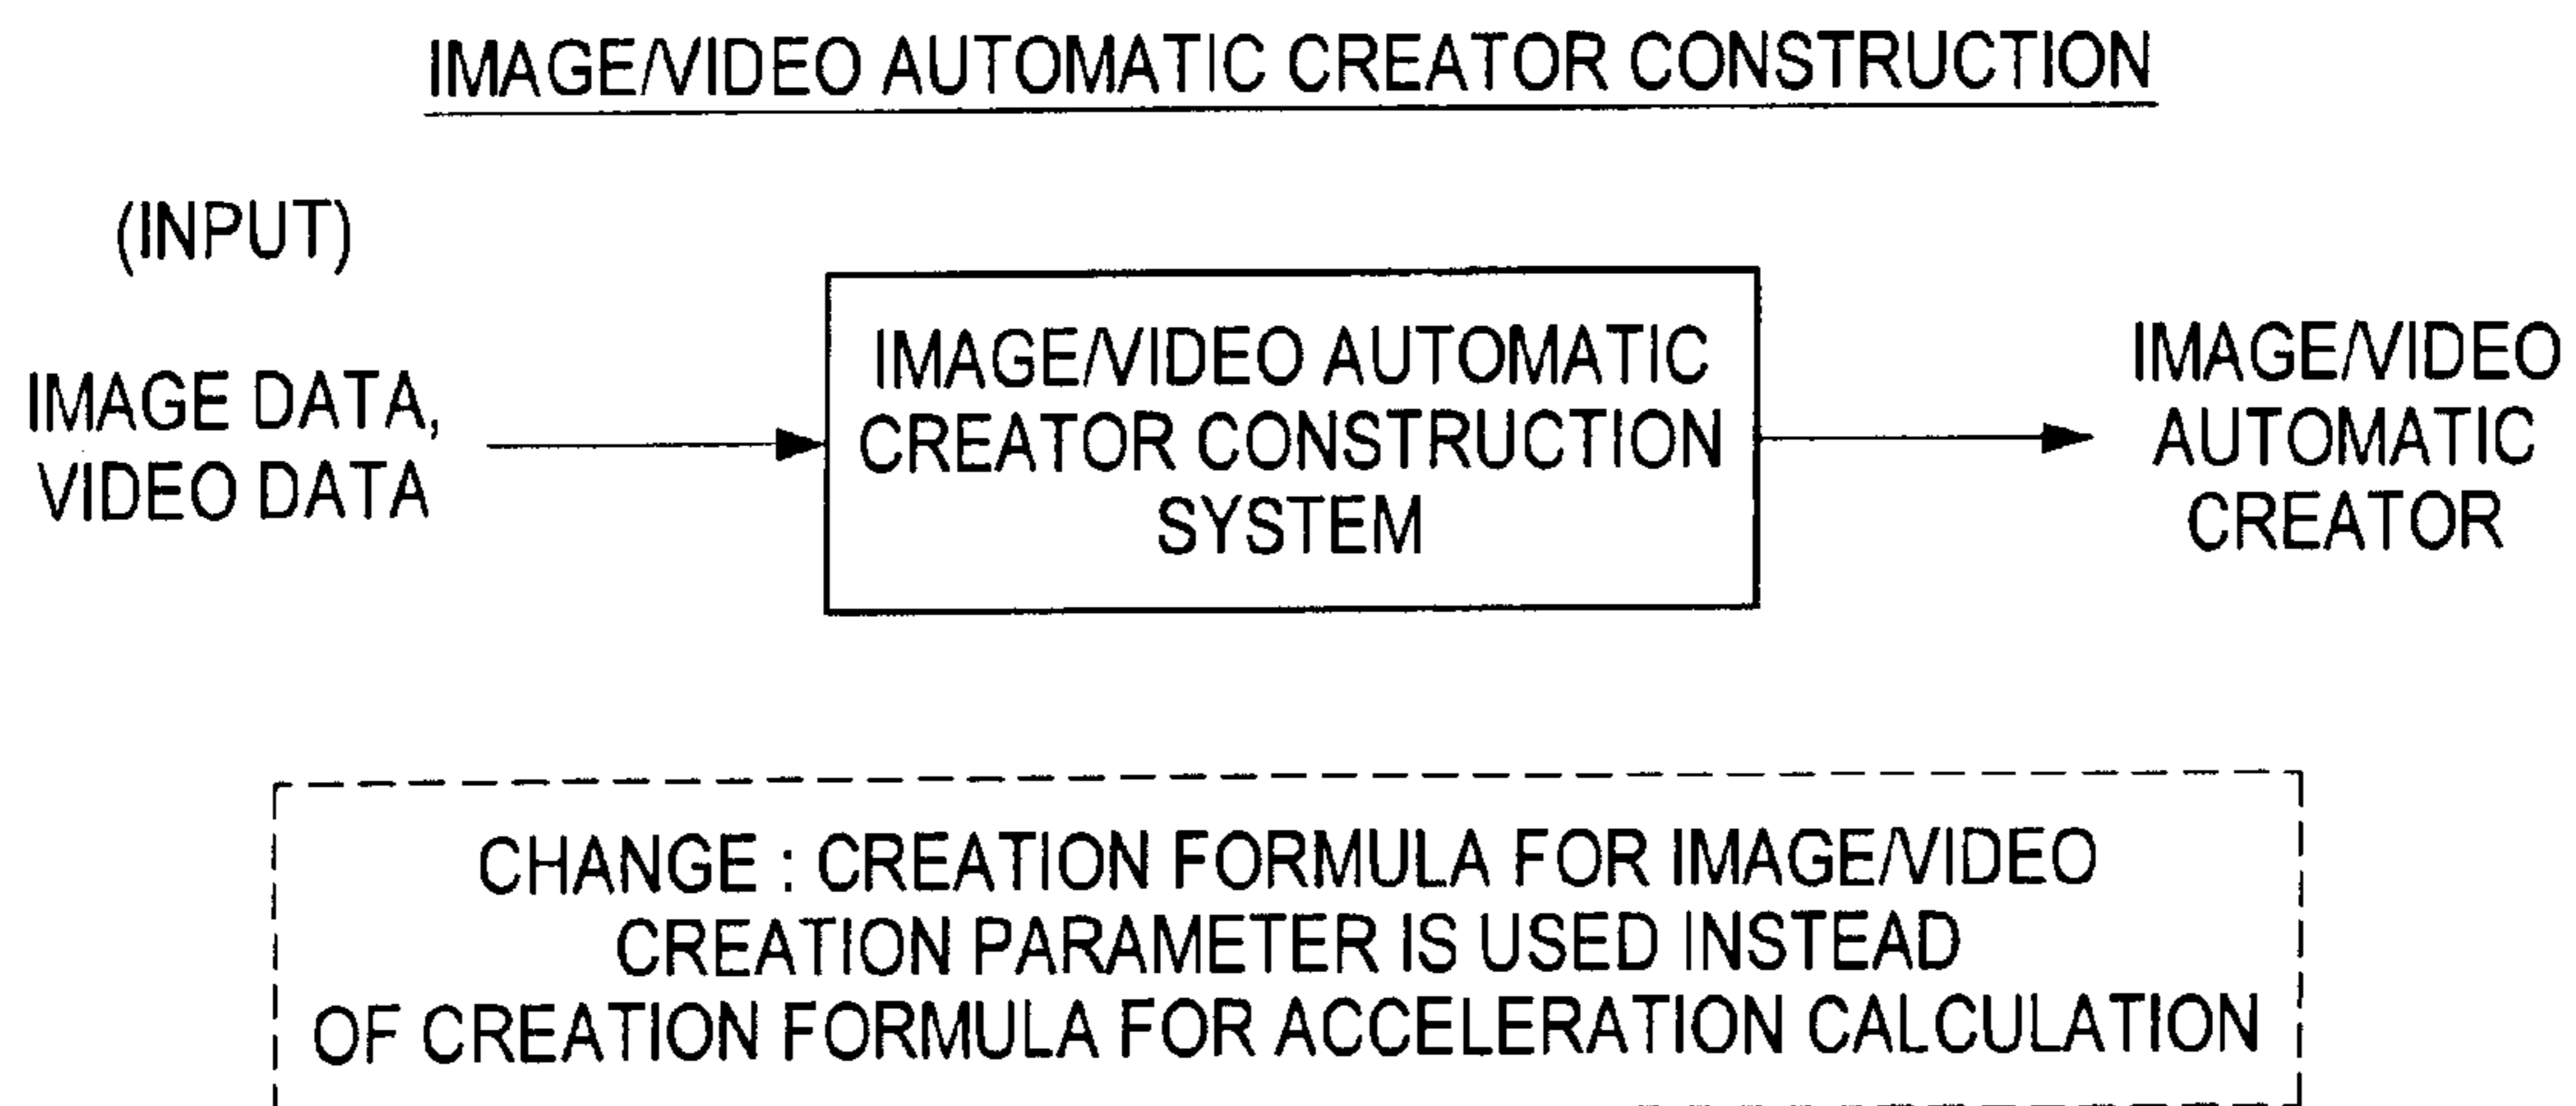 IMAGE/VIDEO AUTOMATIC CREATOR CONSTRUCTION
(INPUT)
IMAGE DATA,
VIDEO DATA
IMAGE/VIDEO AUTOMATIC
CREATOR CONSTRUCTION
SYSTEM
IMAGE/VIDEO
AUTOMATIC
CREATOR
CHANGE : CREATION FORMULA FOR IMAGE/VIDEO
CREATION PARAMETER IS USED INSTEAD
OF CREATION FORMULA FOR ACCELERATION CALCULATION